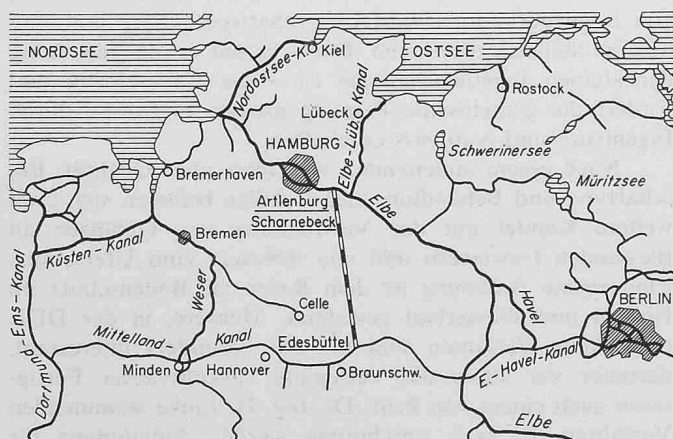 NORDSEE
Nordostsee-K.
Kiel
OSTSEE
Rostock
Lübeck
Elbe-Lüb. Kanal
HAMBURG
Schwerinersee
Müritzsee
Bremerhaven
Artlenburg
Scharnebeck
Elbe
Küsten-Kanal
Bremen
Weser
Celle
Havel
BERLIN
Dortmund-Ems-Kanal
Mittelland-
Kanal
Edesbüttel
Minden
Hannover
Braunschw.
E.-Havel-Kanal
Elbe